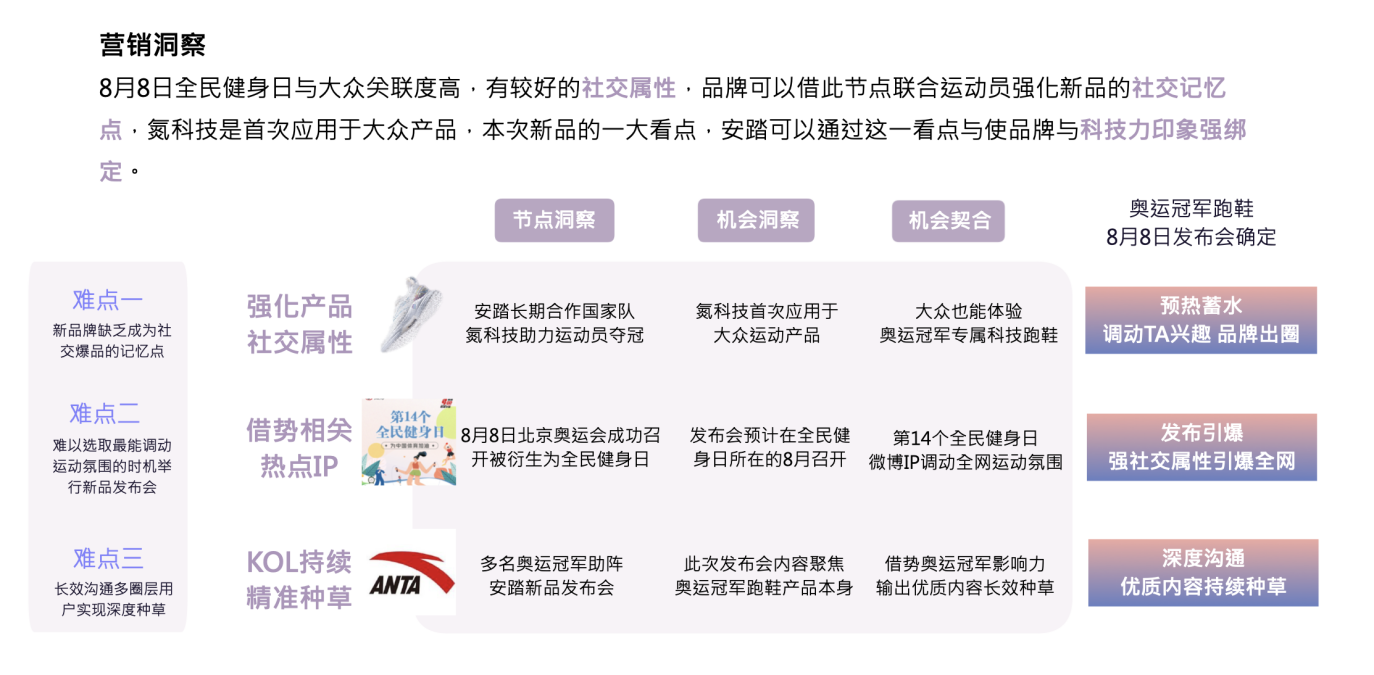 营销洞察
8月8日全民健身日与大众关联度高，有较好的社交属性，品牌可以借此节点联合运动员强化新品的社交记忆
点，氮科技是首次应用于大众产品，本次新品的一大看点，安踏可以通过这一看点与使品牌与科技力印象强绑
定。
节点洞察
机会洞察
机会契合
奥运冠军跑鞋
8月8日发布会确定
难点一
新品牌缺乏成为社
交爆品的记忆点
强化产品
社交属性
安踏长期合作国家队
氮科技助力运动员夺冠
氮科技首次应用于
大众运动产品
大众也能体验
奥运冠军专属科技跑鞋
预热蓄水
调动TA兴趣 品牌出圈
难点二
难以选取最能调动
运动氛围的时机举
行新品发布会
借势相关
热点IP
第14个
全民健身日
8月8日北京奥运会成功召
开被衍生为全民健身日
发布会预计在全民健
身日所在的8月召开
第14个全民健身日
微博IP调动全网运动氛围
发布引爆
强社交属性引爆全网
难点三
长效沟通多圈层用
户实现深度种草
KOL持续
精准种草
ANTA
多名奥运冠军助阵
安踏新品发布会
此次发布会内容聚焦
奥运冠军跑鞋产品本身
借势奥运冠军影响力
输出优质内容长效种草
深度沟通
优质内容持续种草